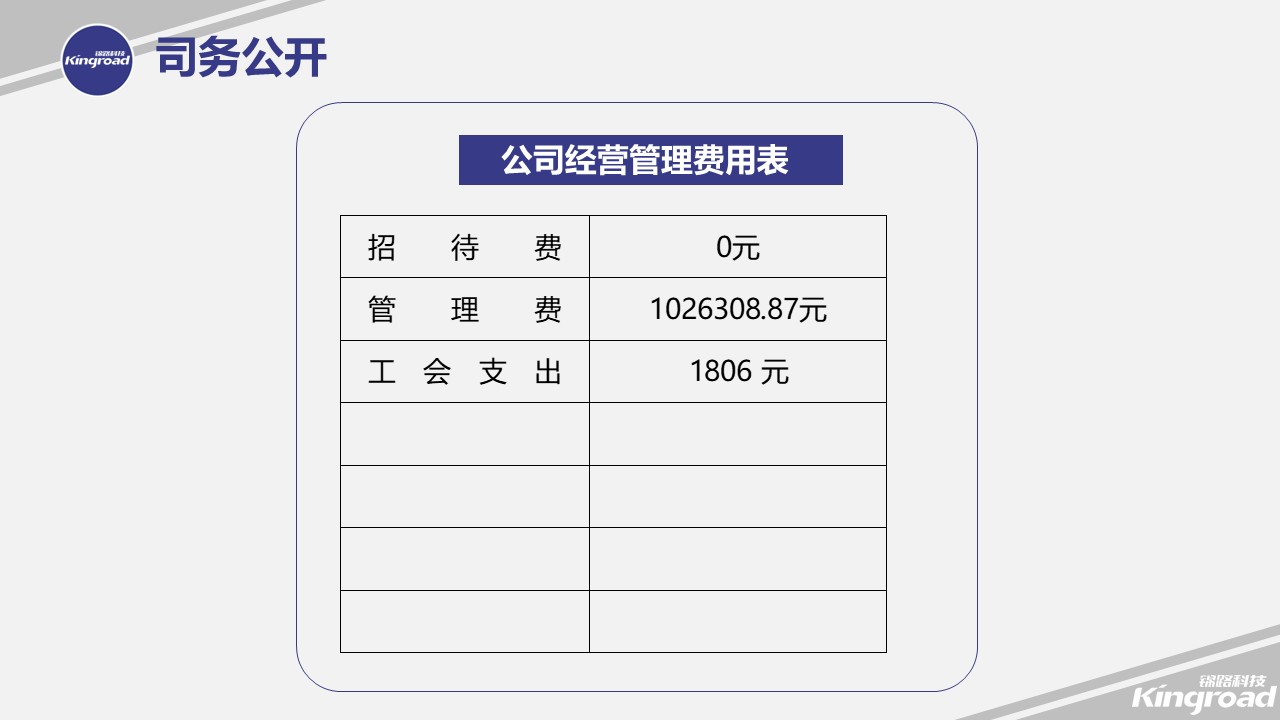 锦路科技
Kingroad
司务公开
公司经营管理费用表
招待费 0元
管理费 1026308.87元
工会支出 1806 元
锦路科技
Kingroad